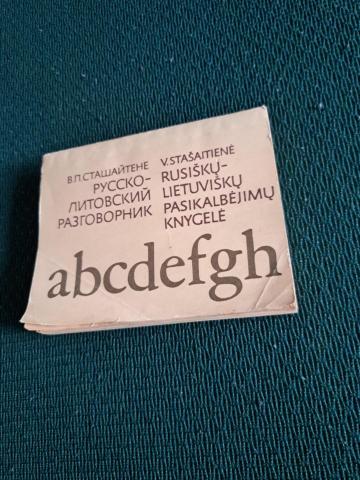 В.П.СТАШАЙТЕНЕ
РУССКО-
ЛИТОВСКИЙ
РАЗГОВОРНИК
V.STAŠAITIENĖ
RUSIŠKŲ-
LIETUVIŠKŲ
PASIKALBĖJIMŲ
KNYGELĖ
abcdefgh